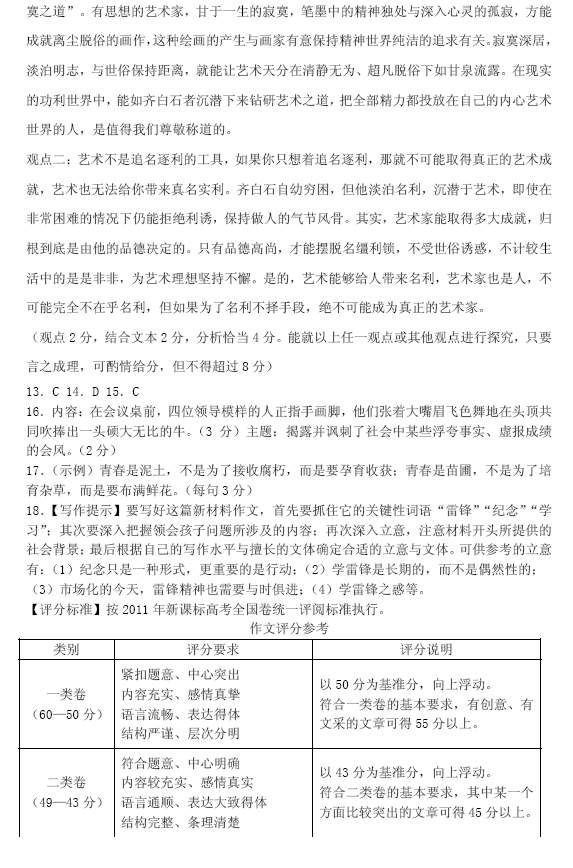 寞之道”。有思想的艺术家，甘于一生的寂寞，笔墨中的精神独处与深入心灵的孤寂，方能
成就离尘脱俗的画作，这种绘画的产生与画家有意保持精神世界纯洁的追求有关。寂寞深居，
淡泊明志，与世俗保持距离，就能让艺术天分在清静无为、超凡脱俗下如甘泉流露。在现实
的功利世界中，能如齐白石者沉潜下来钻研艺术之道，把全部精力都投放在自己的内心艺术
世界的人，是值得我们尊敬称道的。
观点二：艺术不是追名逐利的工具，如果你只想着追名逐利，那就不可能取得真正的艺术成
就，艺术也无法给你带来真名实利。齐白石自幼穷困，但他淡泊名利，沉潜于艺术，即使在
非常困难的情况下仍能拒绝利诱，保持做人的气节风骨。其实，艺术家能取得多大成就，归
根到底是由他的品德决定的。只有品德高尚，才能摆脱名缰利锁，不受世俗诱惑，不计较生
活中的是是非非，为艺术理想坚持不懈。是的，艺术能够给人带来名利，艺术家也是人，不
可能完全不在乎名利，但如果为了名利不择手段，绝不可能成为真正的艺术家。
（观点 2 分，结合文本 2 分，分析恰当 4 分。能就以上任一观点或其他观点进行探究，只要
言之成理，可酌情给分，但不得超过 8 分）
13．C 14．D 15．C
16．内容：在会议桌前，四位领导模样的人正指手画脚，他们张着大嘴眉飞色舞地在头顶共
同吹捧出一头硕大无比的牛。（3 分）主题：揭露并讽刺了社会中某些浮夸事实、虚报成绩
的会风。（2 分）
17．（示例）青春是泥土，不是为了接收腐朽，而是要孕育收获；青春是苗圃，不是为了培
育杂草，而是要布满鲜花。（每句 3 分）
18．【写作提示】要写好这篇新材料作文，首先要抓住它的关键性词语“雷锋”“纪念”“学
习”；其次要深入把握领会孩子问题所涉及的内容；再次深入立意，注意材料开头所提供的
社会背景；最后根据自己的写作水平与擅长的文体确定合适的立意与文体。可供参考的立意
有：（1）纪念只是一种形式，更重要的是行动；（2）学雷锋是长期的，而不是偶然性的；
（3）市场化的今天，雷锋精神也需要与时俱进；（4）学雷锋之惑等。
【评分标准】按 2011 年新课标高考全国卷统一评阅标准执行。
作文评分参考
类别 评分要求 评分说明
一类卷
（60—50 分）
紧扣题意、中心突出
内容充实、感情真挚
语言流畅、表达得体
结构严谨、层次分明
以 50 分为基准分，向上浮动。
符合一类卷的基本要求，有创意、有
文采的文章可得 55 分以上。
二类卷
（49—43 分）
符合题意、中心明确
内容较充实、感情真实
语言通顺、表达大致得体
结构完整、条理清楚
以 43 分为基准分，向上浮动。
符合二类卷的基本要求，其中某一个
方面比较突出的文章可得 45 分以上。